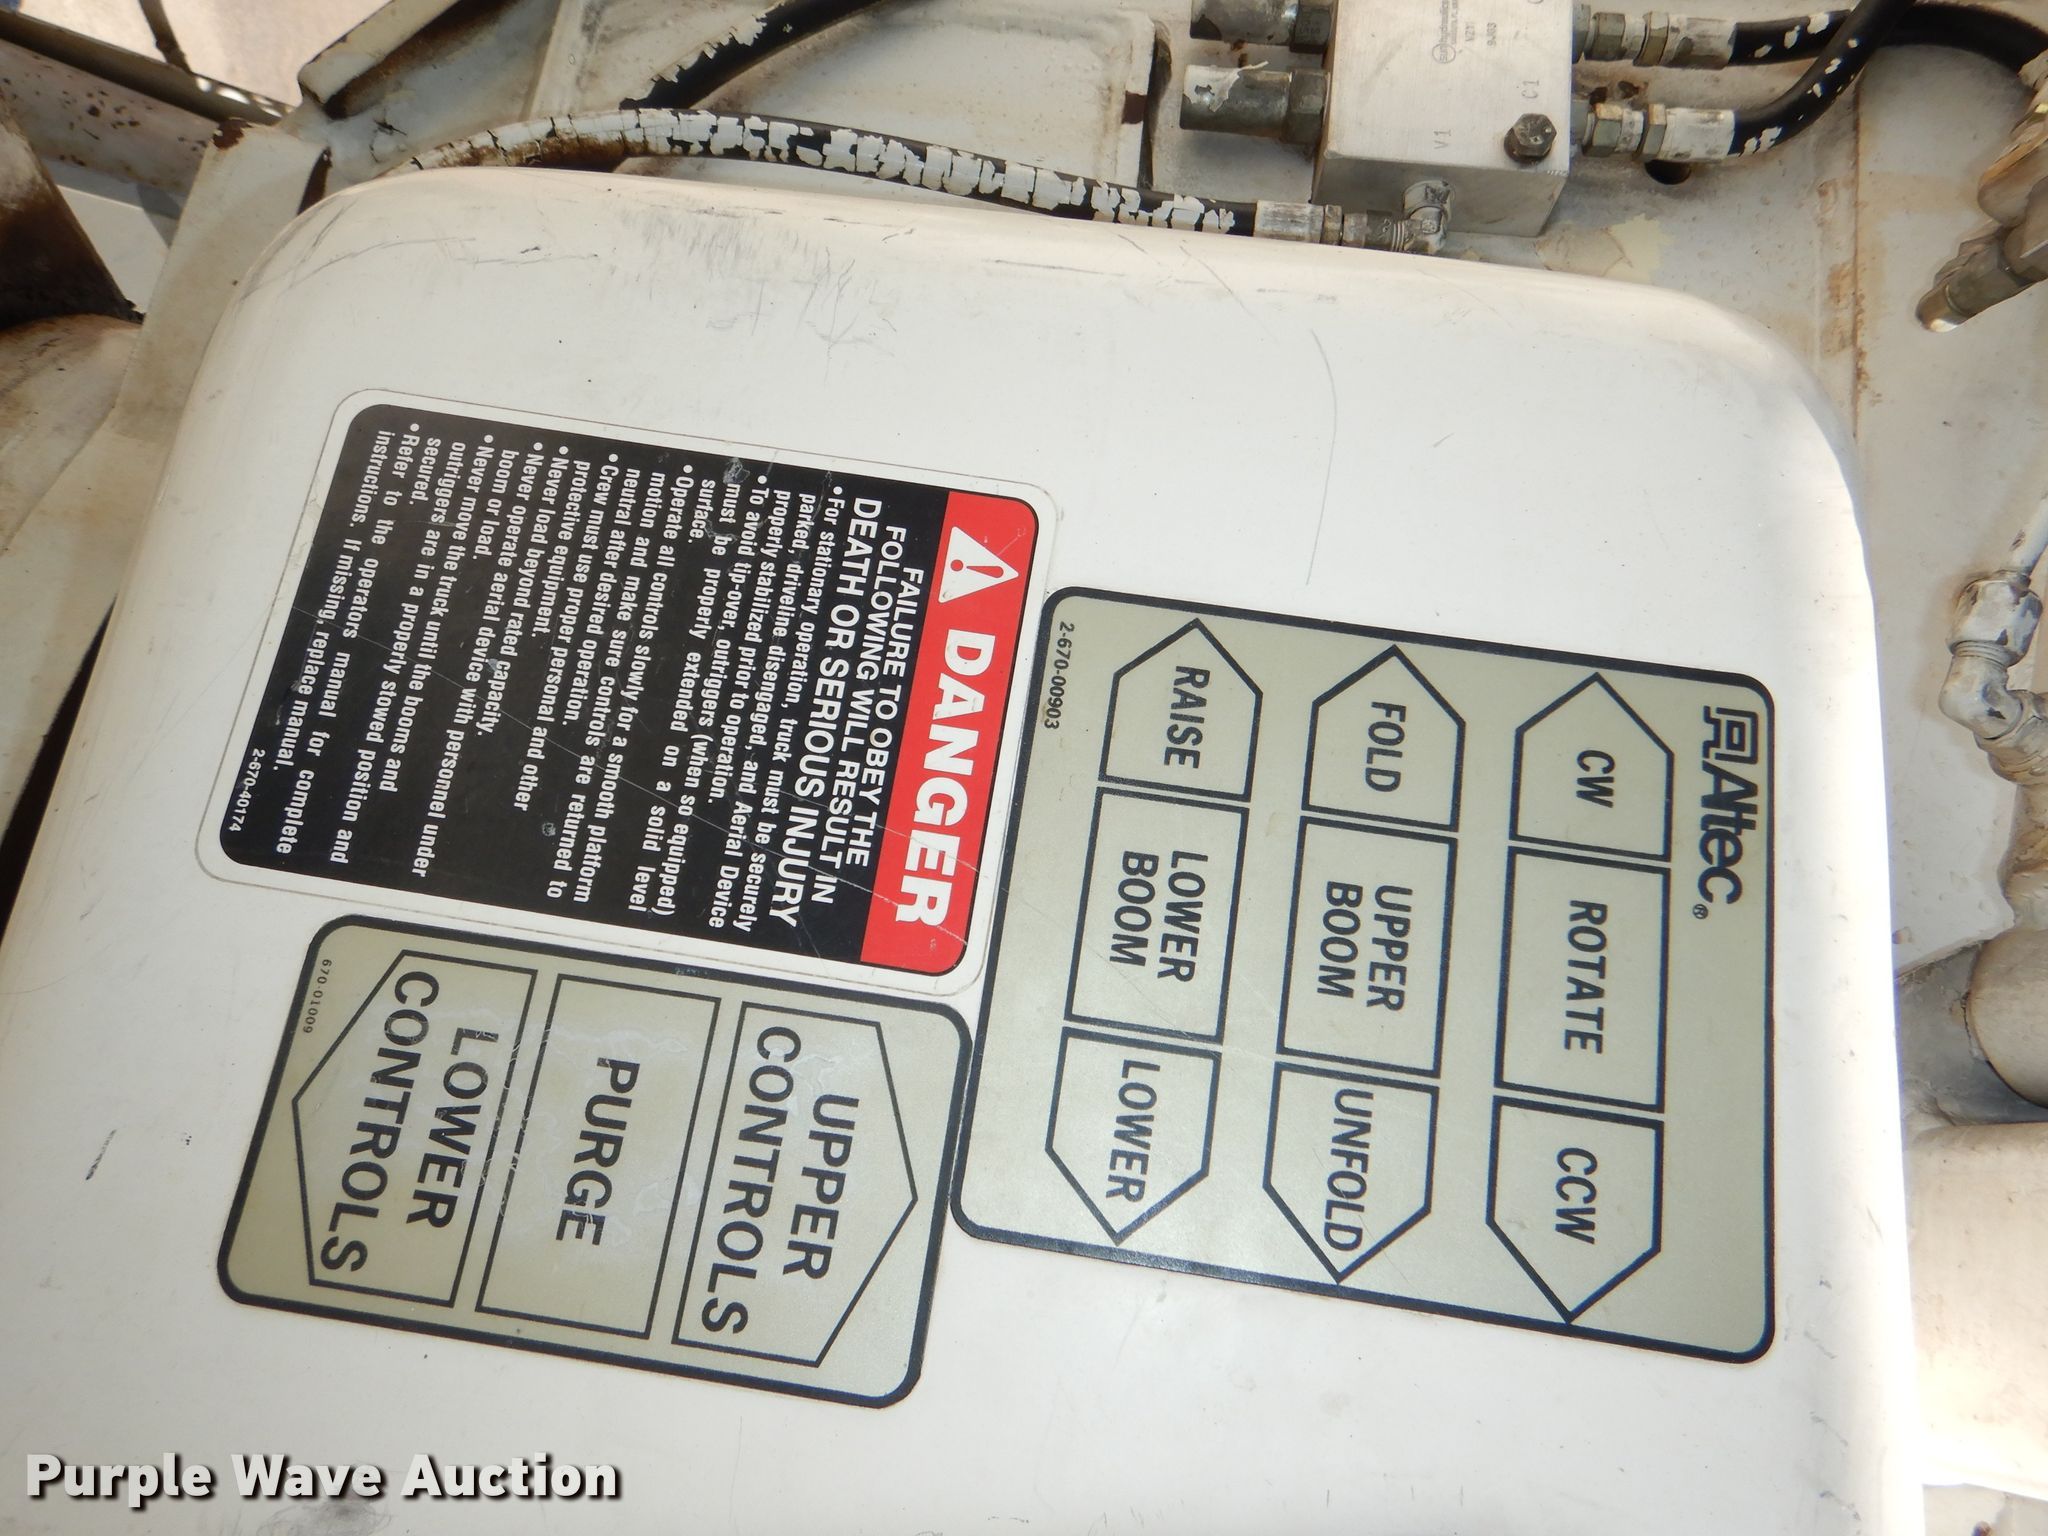 Altec®
CW ROTATE CCW
FOLD UPPER BOOM UNFOLD
RAISE LOWER BOOM LOWER
2-670-00903
DANGER
FAILURE TO OBEY THE
FOLLOWING WILL RESULT IN
DEATH OR SERIOUS INJURY
• For stationary operation, truck must be securely
parked, driveline disengaged, and Aerial Device
properly stabilized prior to operation.
• To avoid tip-over, outriggers (when so equipped)
must be properly extended on a solid level
surface.
• Operate all controls slowly for a smooth platform
motion and make sure controls are returned to
neutral after desired operation.
• Crew must use proper personal and other
protective equipment.
• Never load beyond rated capacity.
• Never operate aerial device with personnel under
boom or load.
• Never move the truck until the booms and
outriggers are in a properly stowed position and
secured.
• Refer to the operators manual for complete
instructions. If missing, replace manual.
2-670-40174
UPPER
CONTROLS
PURGE
LOWER
CONTROLS
670-01009
V1
C1
Purple Wave Auction